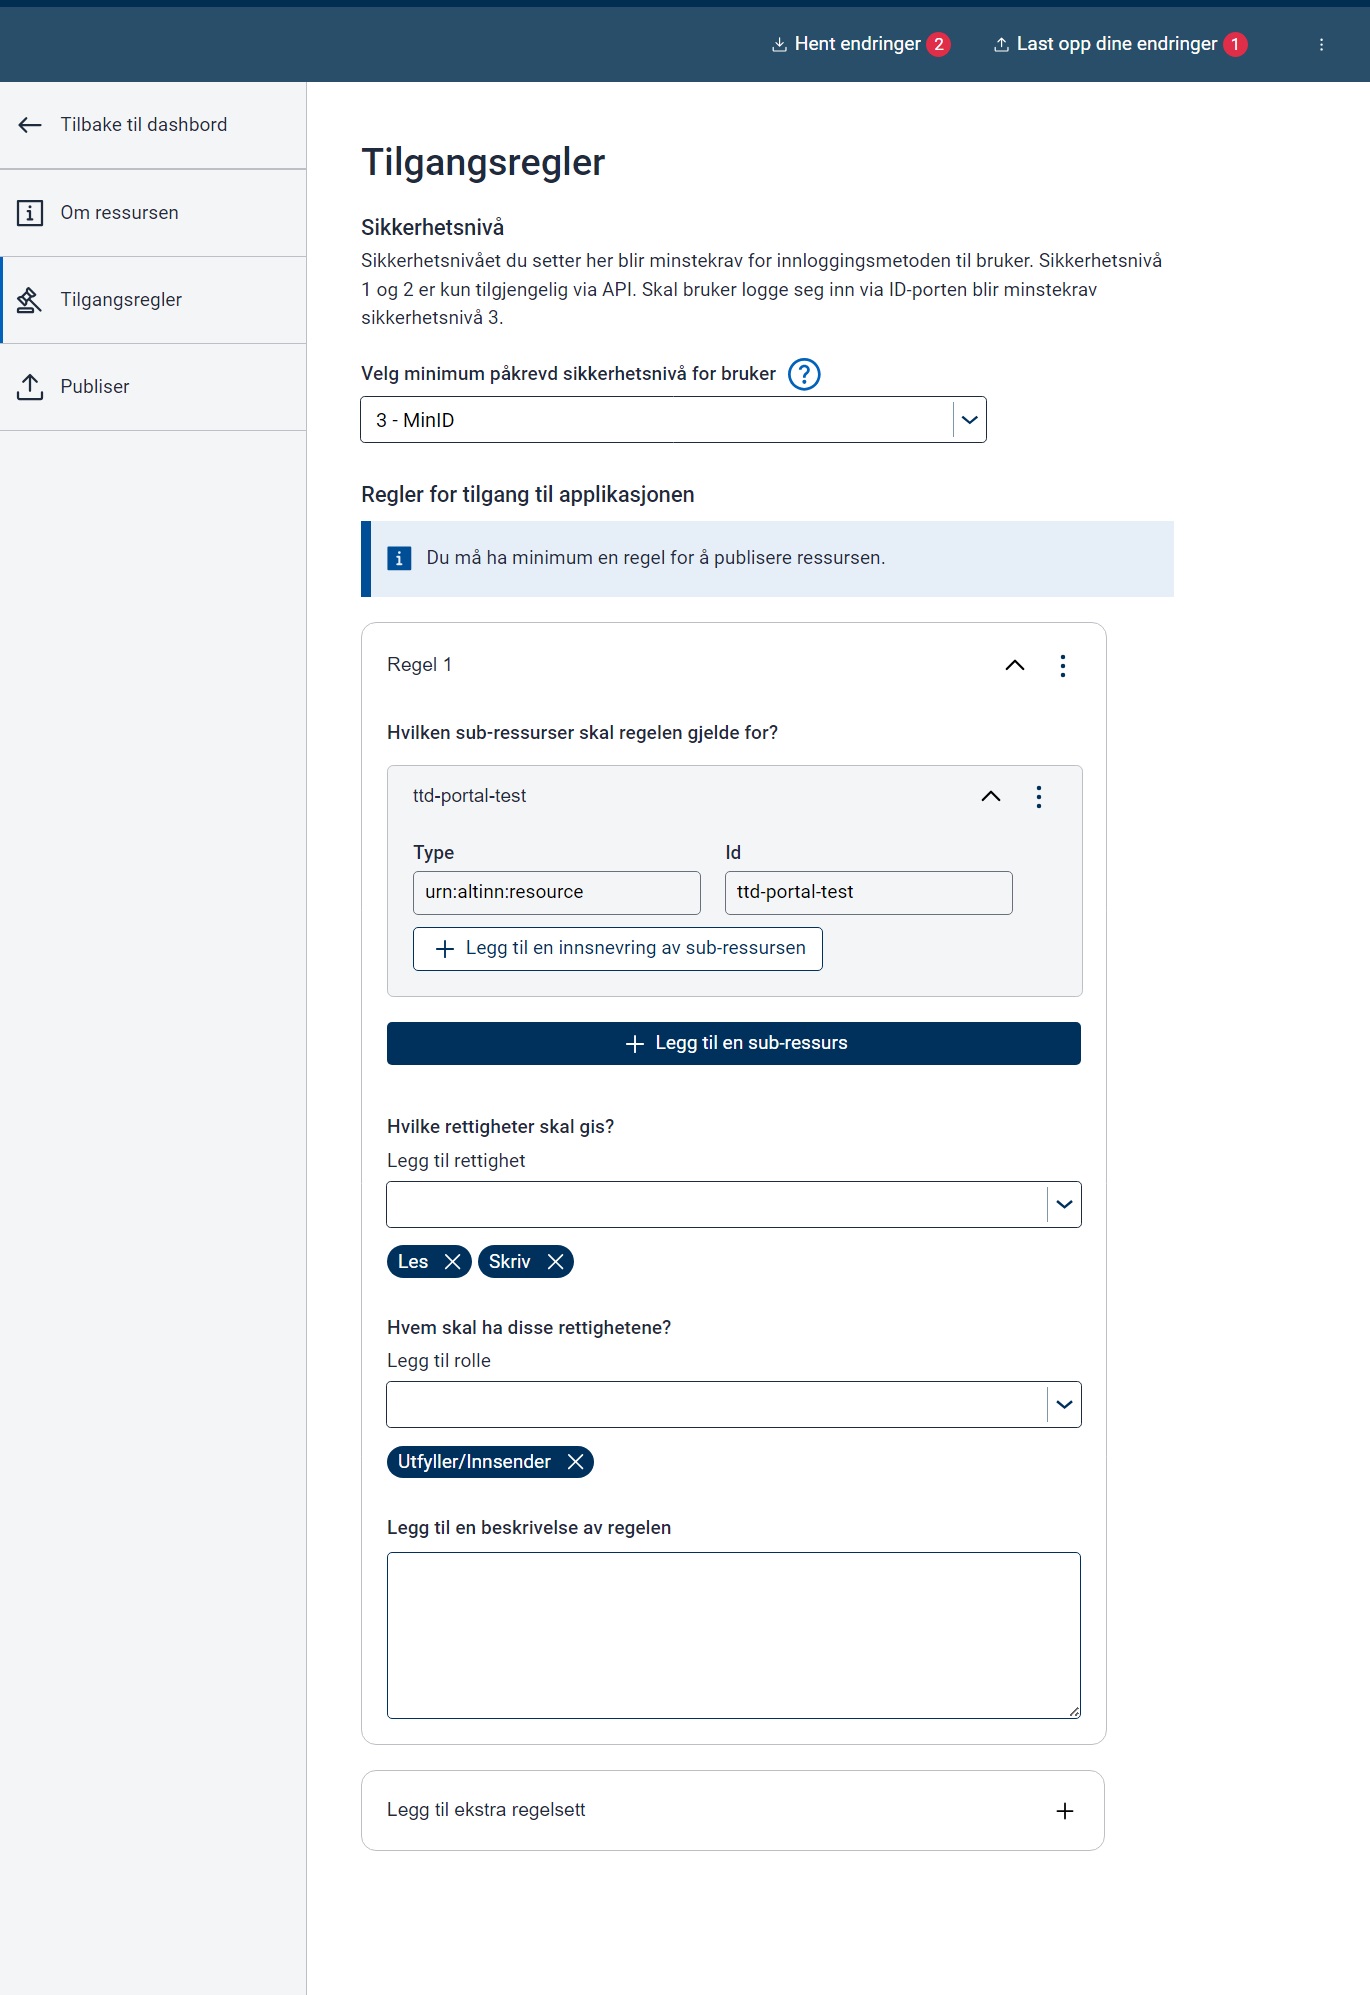 Hent endringer 2
Last opp dine endringer 1
Tilbake til dashbord
Om ressursen
Tilgangsregler
Publiser
Tilgangsregler
Sikkerhetsnivå
Sikkerhetsnivået du setter her blir minstekrav for innloggingsmetoden til bruker. Sikkerhetsnivå
1 og 2 er kun tilgjengelig via API. Skal bruker logge seg inn via ID-porten blir minstekrav
sikkerhetsnivå 3.
Velg minimum påkrevd sikkerhetsnivå for bruker
3 - MinID
Regler for tilgang til applikasjonen
Du må ha minimum en regel for å publisere ressursen.
Regel 1
Hvilken sub-ressurser skal regelen gjelde for?
ttd-portal-test
Type
Id
urn:altinn:resource
ttd-portal-test
Legg til en innsnevring av sub-ressursen
Legg til en sub-ressurs
Hvilke rettigheter skal gis?
Legg til rettighet
Les
Skriv
Hvem skal ha disse rettighetene?
Legg til rolle
Utfyller/Innsender
Legg til en beskrivelse av regelen
Legg til ekstra regelsett